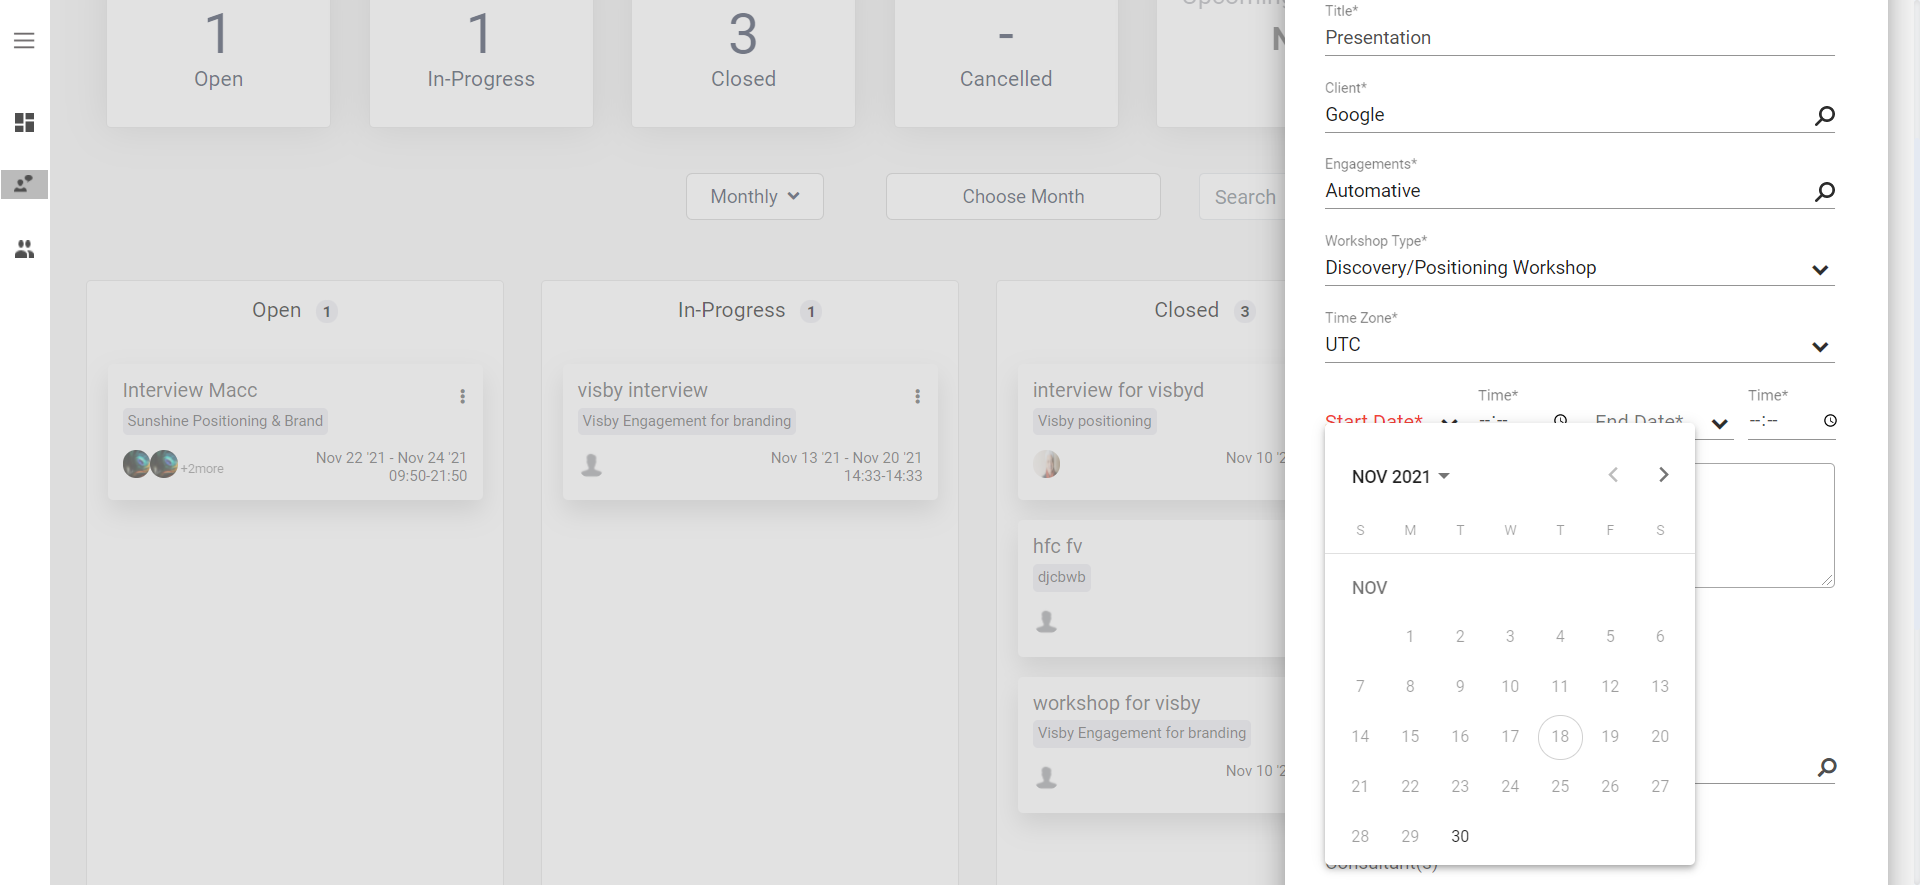 1
Open
1
In-Progress
3
Closed
-
Cancelled
Upcoming
Monthly
Choose Month
Search
Open 1
In-Progress 1
Closed 3
Interview Macc
Sunshine Positioning & Brand
+2more
Nov 22 '21 - Nov 24 '21
09:50-21:50
visby interview
Visby Engagement for branding
Nov 13 '21 - Nov 20 '21
14:33-14:33
interview for visbyd
Visby positioning
Nov 10 '2
hfc fv
djcbwb
workshop for visby
Visby Engagement for branding
Nov 10 '2
Title*
Presentation
Client*
Google
Engagements*
Automative
Workshop Type*
Discovery/Positioning Workshop
Time Zone*
UTC
Time* Time*
Start Date* --:-- End Date* --:--
NOV 2021
S M T W T F S
NOV
1 2 3 4 5 6
7 8 9 10 11 12 13
14 15 16 17 18 19 20
21 22 23 24 25 26 27
28 29 30
Consultant(s)